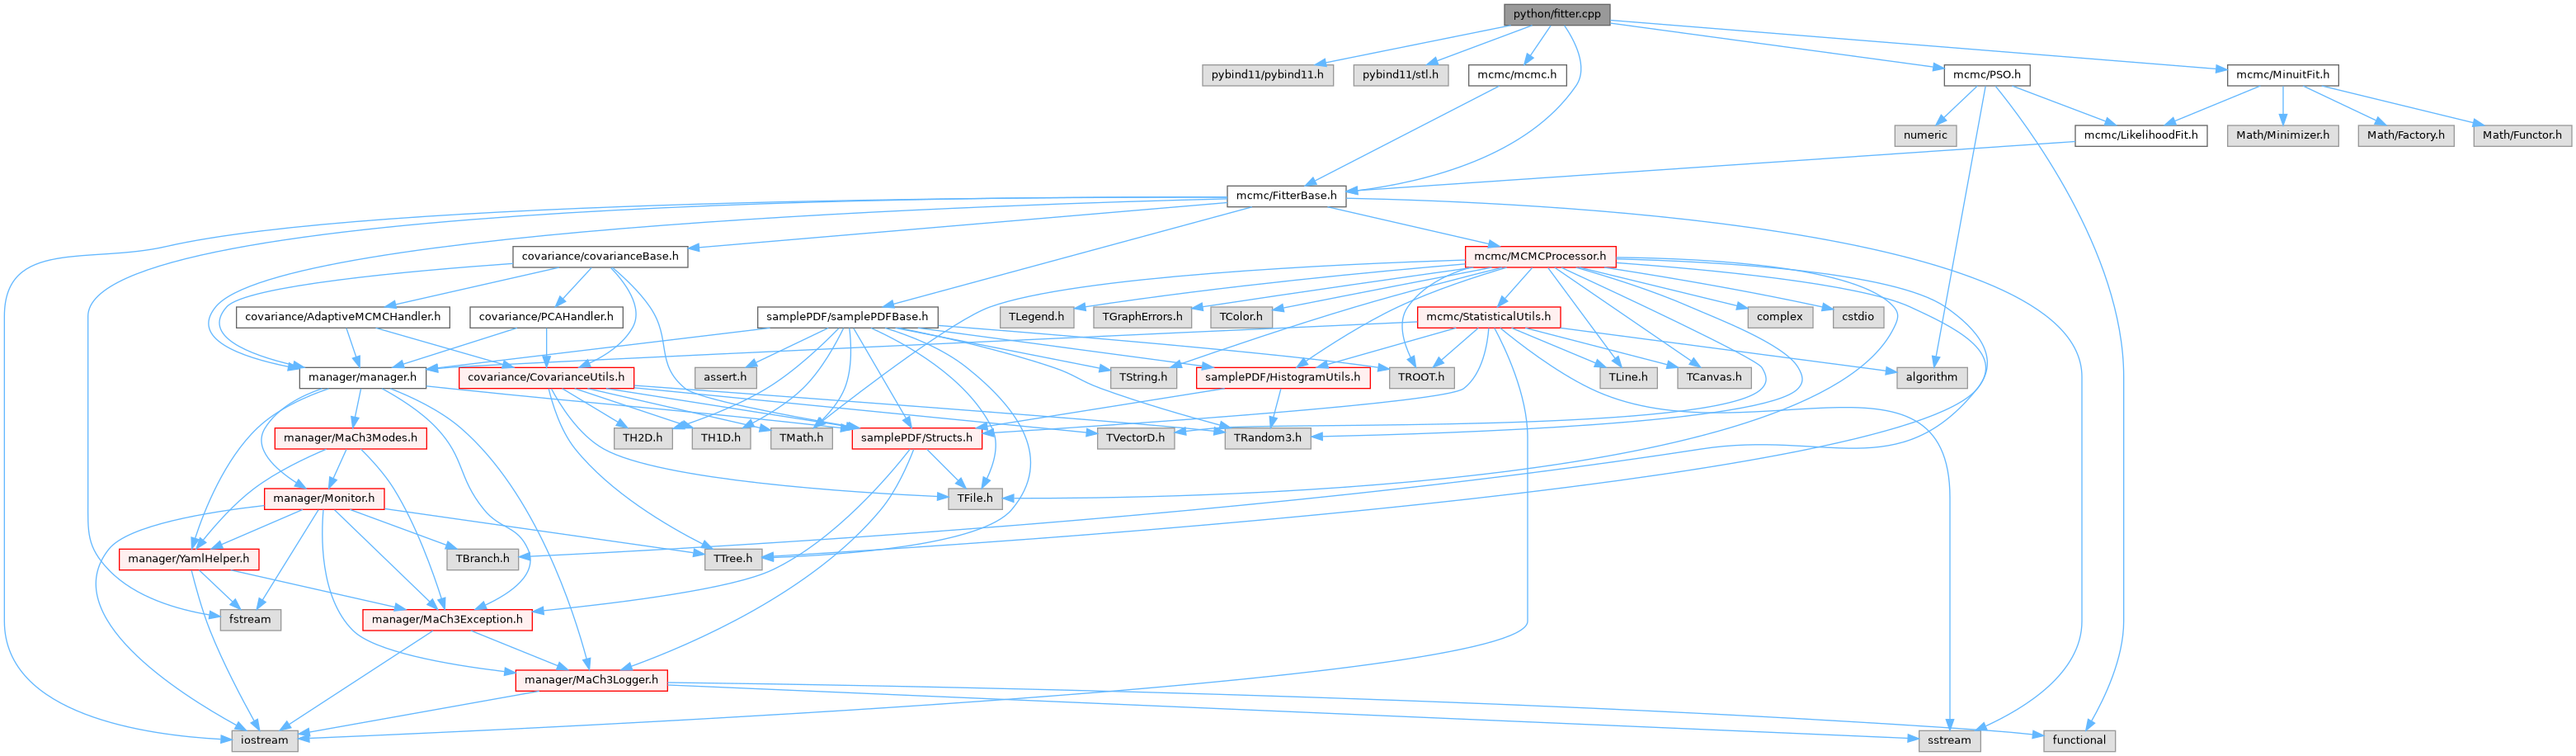 python/fitter.cpp
pybind11/pybind11.h
pybind11/stl.h
mcmc/mcmc.h
mcmc/PSO.h
mcmc/MinuitFit.h
numeric
mcmc/LikelihoodFit.h
Math/Minimizer.h
Math/Factory.h
Math/Functor.h
mcmc/FitterBase.h
covariance/covarianceBase.h
mcmc/MCMCProcessor.h
covariance/AdaptiveMCMCHandler.h
covariance/PCAHandler.h
samplePDF/samplePDFBase.h
TLegend.h
TGraphErrors.h
TColor.h
mcmc/StatisticalUtils.h
complex
cstdio
manager/manager.h
covariance/CovarianceUtils.h
assert.h
TString.h
samplePDF/HistogramUtils.h
TROOT.h
TLine.h
TCanvas.h
algorithm
manager/MaCh3Modes.h
TH2D.h
TH1D.h
TMath.h
samplePDF/Structs.h
TVectorD.h
TRandom3.h
manager/Monitor.h
TFile.h
manager/YamlHelper.h
TBranch.h
TTree.h
fstream
manager/MaCh3Exception.h
manager/MaCh3Logger.h
iostream
sstream
functional